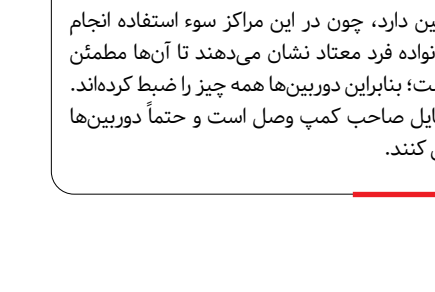 ین دارد، چون در این مراکز سوء استفاده انجام
نواده فرد معتاد نشان می‌دهند تا آن‌ها مطمئن
ت؛ بنابراین دوربین‌ها همه چیز را ضبط کرده‌اند.
ایل صاحب کمپ وصل است و حتماً دوربین‌ها
کنند.